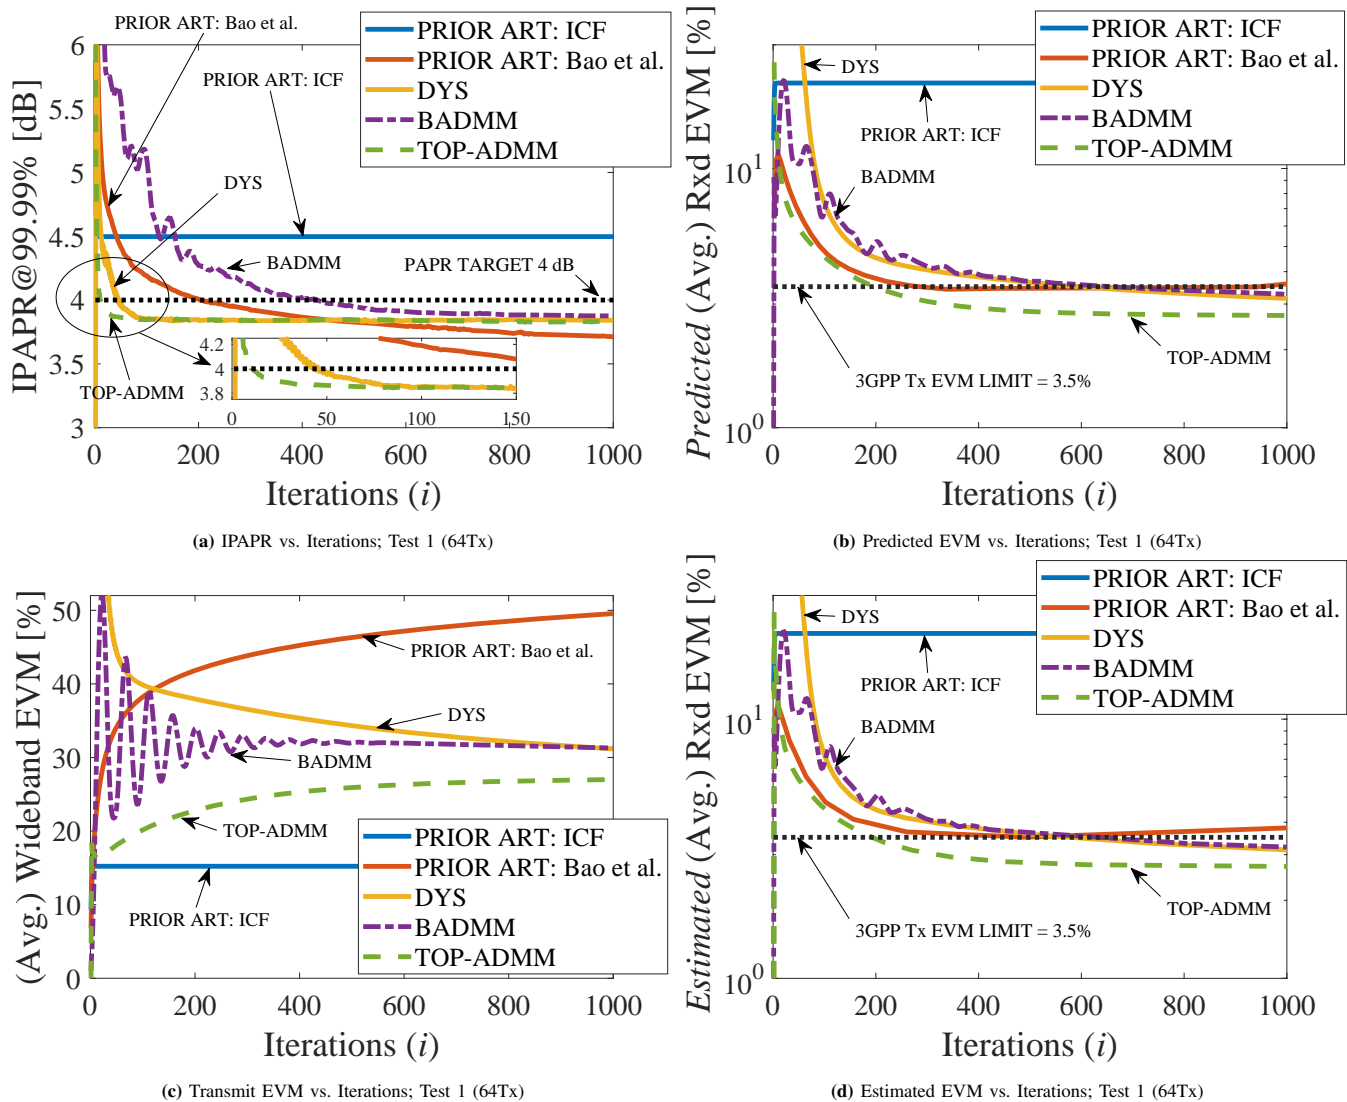 PRIOR ART: Bao et al.
PRIOR ART: ICF
PRIOR ART: Bao et al.
DYS
BADMM
TOP-ADMM
PRIOR ART: ICF
DYS
BADMM
PAPR TARGET 4 dB
TOP-ADMM
6
5.5
5
4.5
4
3.5
3
4.2
4
3.8
0 50 100 150
0 200 400 600 800 1000
IPAPR@99.99% [dB]
Iterations (i)
(a) IPAPR vs. Iterations; Test 1 (64Tx)
PRIOR ART: ICF
PRIOR ART: Bao et al.
DYS
BADMM
TOP-ADMM
DYS
PRIOR ART: ICF
BADMM
TOP-ADMM
3GPP Tx EVM LIMIT = 3.5%
10^1
10^0
0 200 400 600 800 1000
Predicted (Avg.) Rxd EVM [%]
Iterations (i)
(b) Predicted EVM vs. Iterations; Test 1 (64Tx)
50
40
30
20
10
0
PRIOR ART: Bao et al.
DYS
BADMM
TOP-ADMM
PRIOR ART: ICF
PRIOR ART: ICF
PRIOR ART: Bao et al.
DYS
BADMM
TOP-ADMM
0 200 400 600 800 1000
(Avg.) Wideband EVM [%]
Iterations (i)
(c) Transmit EVM vs. Iterations; Test 1 (64Tx)
PRIOR ART: ICF
PRIOR ART: Bao et al.
DYS
BADMM
TOP-ADMM
DYS
PRIOR ART: ICF
BADMM
TOP-ADMM
3GPP Tx EVM LIMIT = 3.5%
10^1
10^0
0 200 400 600 800 1000
Estimated (Avg.) Rxd EVM [%]
Iterations (i)
(d) Estimated EVM vs. Iterations; Test 1 (64Tx)